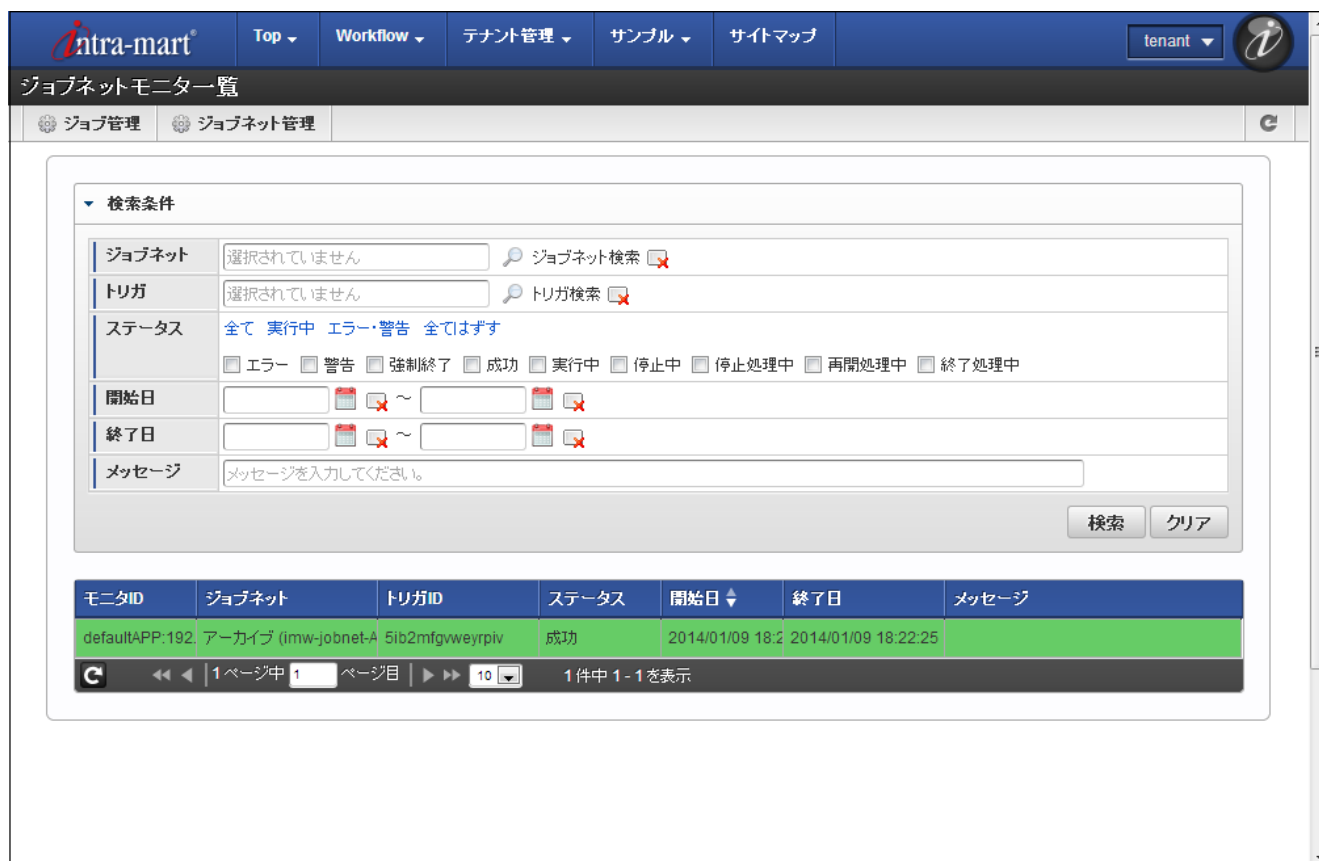 intra-mart® Top Workflow テナント管理 サンプル サイトマップ tenant
ジョブネットモニタ一覧
ジョブ管理 ジョブネット管理
検索条件
ジョブネット 選択されていません ジョブネット検索
トリガ 選択されていません トリガ検索
ステータス 全て 実行中 エラー・警告 全てはずす
エラー 警告 強制終了 成功 実行中 停止中 停止処理中 再開処理中 終了処理中
開始日 ～
終了日 ～
メッセージ メッセージを入力してください。
検索 クリア
モニタID ジョブネット トリガID ステータス 開始日 終了日 メッセージ
defaultAPP:192. アーカイブ (imw-jobnet-A 5ib2mfgvweyrpiv 成功 2014/01/09 18:2 2014/01/09 18:22:25
1 ページ中 1 ページ目 10 1 件中 1 - 1 を表示